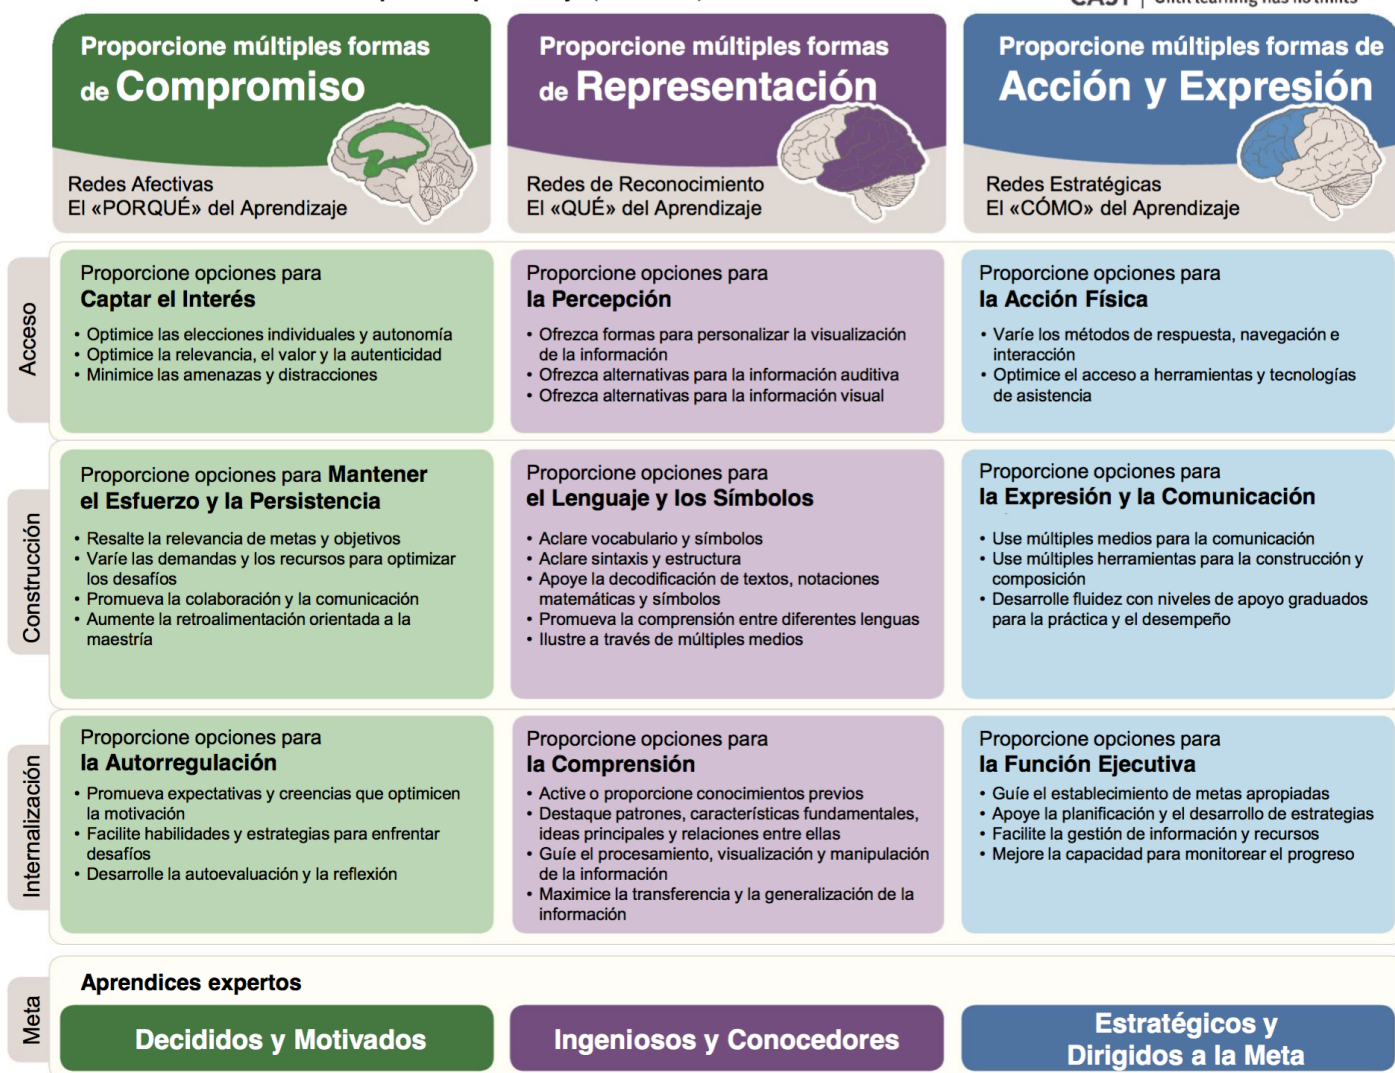 Proporcione múltiples formas
de Compromiso
Redes Afectivas
El «PORQUÉ» del Aprendizaje
Proporcione múltiples formas
de Representación
Redes de Reconocimiento
El «QUÉ» del Aprendizaje
Proporcione múltiples formas de
Acción y Expresión
Redes Estratégicas
El «CÓMO» del Aprendizaje
Acceso
Proporcione opciones para
Captar el Interés
• Optimice las elecciones individuales y autonomía
• Optimice la relevancia, el valor y la autenticidad
• Minimice las amenazas y distracciones
Proporcione opciones para
la Percepción
• Ofrezca formas para personalizar la visualización
de la información
• Ofrezca alternativas para la información auditiva
• Ofrezca alternativas para la información visual
Proporcione opciones para
la Acción Física
• Varíe los métodos de respuesta, navegación e
interacción
• Optimice el acceso a herramientas y tecnologías
de asistencia
Construcción
Proporcione opciones para Mantener
el Esfuerzo y la Persistencia
• Resalte la relevancia de metas y objetivos
• Varíe las demandas y los recursos para optimizar
los desafíos
• Promueva la colaboración y la comunicación
• Aumente la retroalimentación orientada a la
maestría
Proporcione opciones para
el Lenguaje y los Símbolos
• Aclare vocabulario y símbolos
• Aclare sintaxis y estructura
• Apoye la decodificación de textos, notaciones
matemáticas y símbolos
• Promueva la comprensión entre diferentes lenguas
• Ilustre a través de múltiples medios
Proporcione opciones para
la Expresión y la Comunicación
• Use múltiples medios para la comunicación
• Use múltiples herramientas para la construcción y
composición
• Desarrolle fluidez con niveles de apoyo graduados
para la práctica y el desempeño
Internalización
Proporcione opciones para
la Autorregulación
• Promueva expectativas y creencias que optimicen
la motivación
• Facilite habilidades y estrategias para enfrentar
desafíos
• Desarrolle la autoevaluación y la reflexión
Proporcione opciones para
la Comprensión
• Active o proporcione conocimientos previos
• Destaque patrones, características fundamentales,
ideas principales y relaciones entre ellas
• Guíe el procesamiento, visualización y manipulación
de la información
• Maximice la transferencia y la generalización de la
información
Proporcione opciones para
la Función Ejecutiva
• Guíe el establecimiento de metas apropiadas
• Apoye la planificación y el desarrollo de estrategias
• Facilite la gestión de información y recursos
• Mejore la capacidad para monitorear el progreso
Meta
Aprendices expertos
Decididos y Motivados
Ingeniosos y Conocedores
Estratégicos y
Dirigidos a la Meta